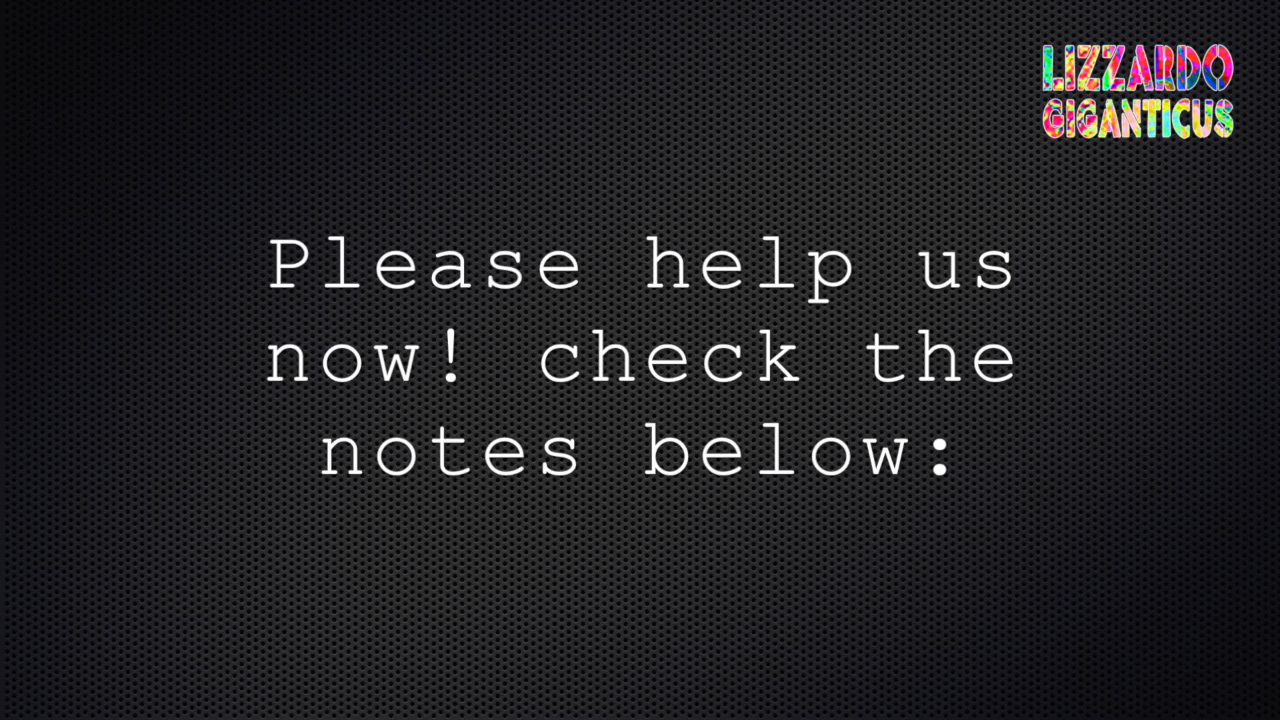 LIZZARDO
GIGANTICUS
Please help us
now! check the
notes below: